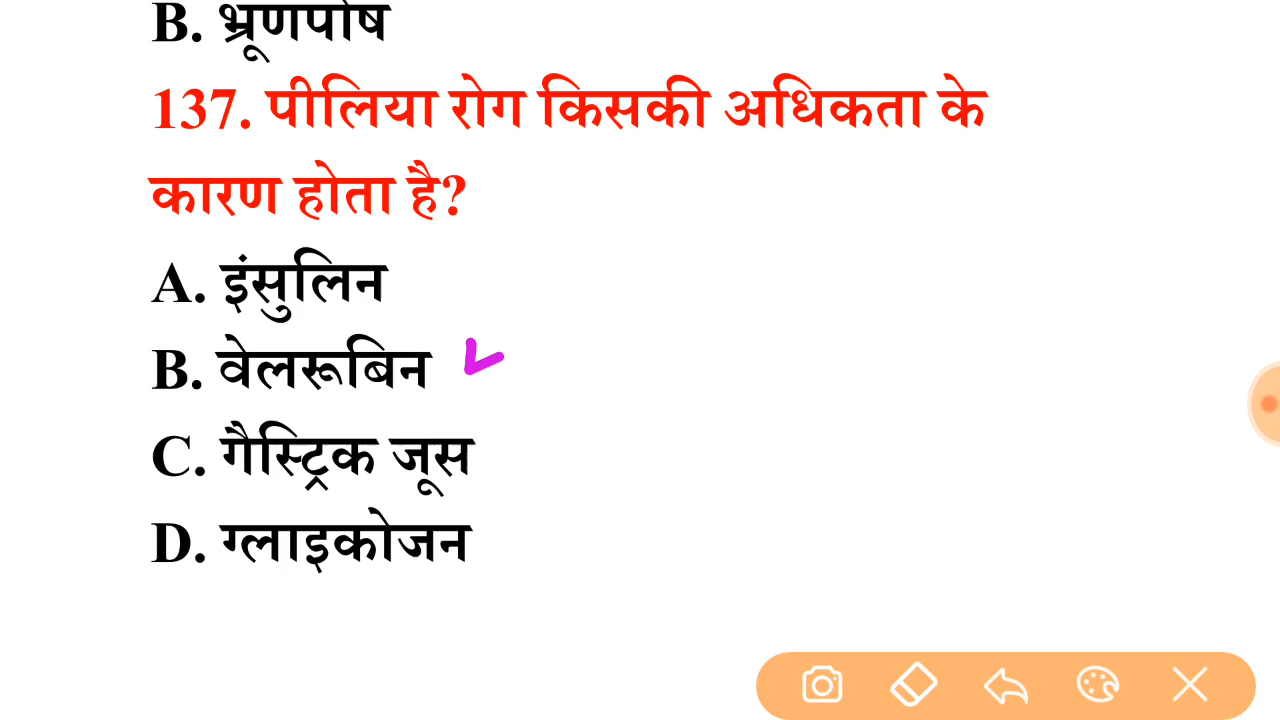 B. भ्रूणपोष
137. पीलिया रोग किसकी अधिकता के
कारण होता है?
A. इंसुलिन
B. वेलरूबिन
C. गैस्ट्रिक जूस
D. ग्लाइकोजन